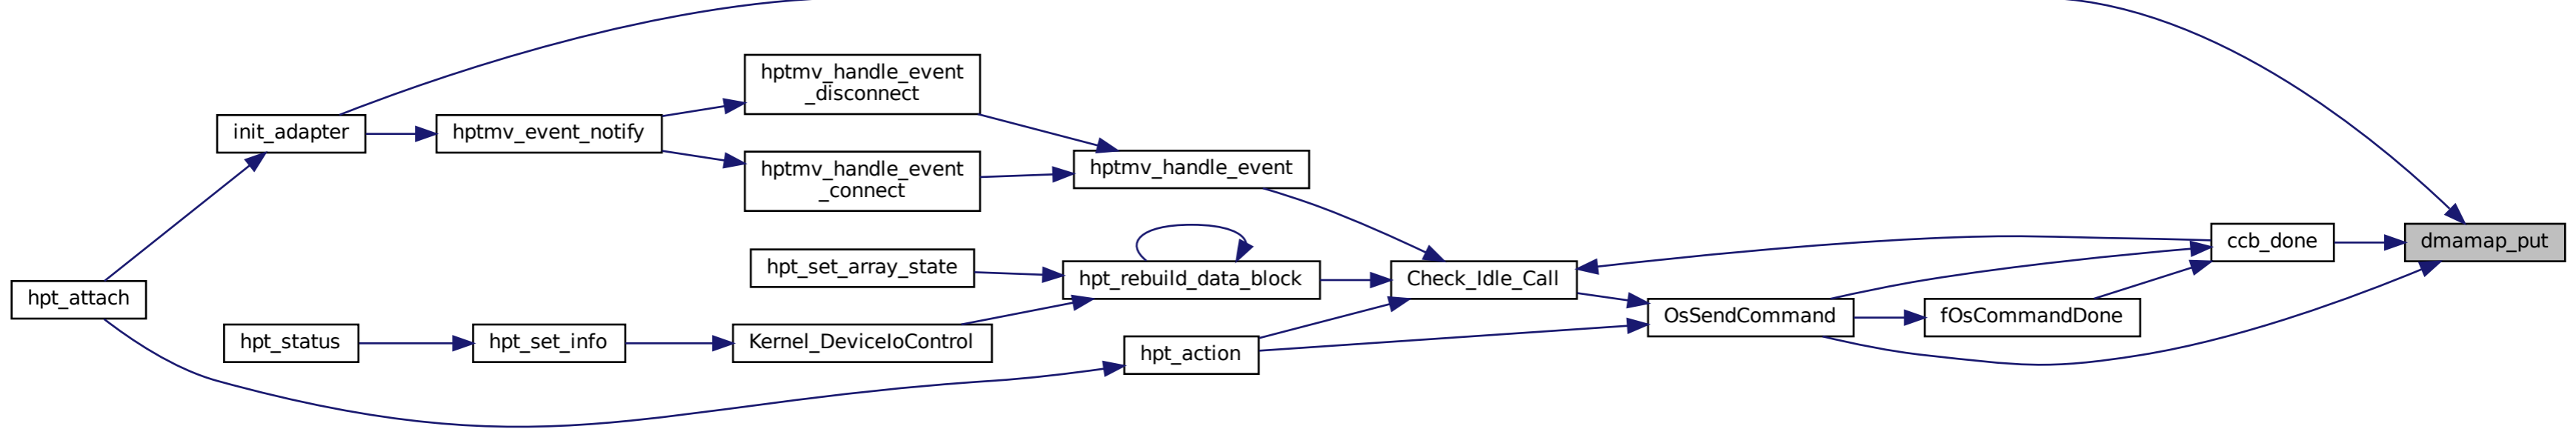 hptmv_handle_event
_disconnect
init_adapter
hptmv_event_notify
hptmv_handle_event
_connect
hptmv_handle_event
ccb_done
dmamap_put
hpt_set_array_state
hpt_rebuild_data_block
Check_Idle_Call
hpt_attach
OsSendCommand
fOsCommandDone
hpt_status
hpt_set_info
Kernel_DeviceIoControl
hpt_action